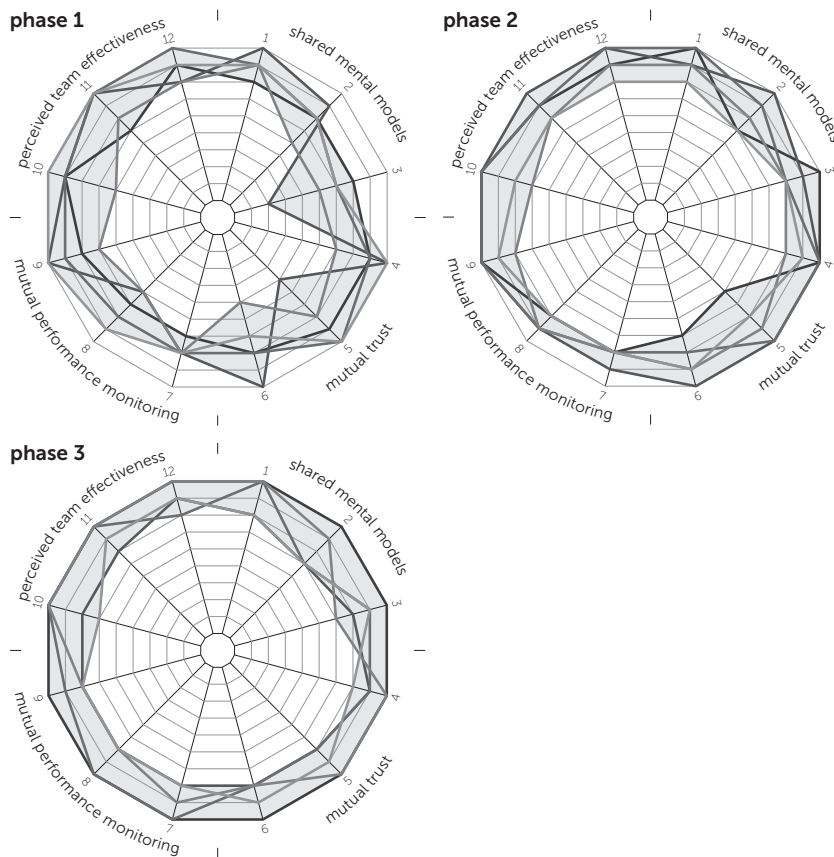 phase 1
perceived team effectiveness
shared mental models
mutual trust
mutual performance monitoring
1
2
3
4
5
6
7
8
9
10
11
12
phase 2
perceived team effectiveness
shared mental models
mutual trust
mutual performance monitoring
1
2
3
4
5
6
7
8
9
10
11
12
phase 3
perceived team effectiveness
shared mental models
mutual trust
mutual performance monitoring
1
2
3
4
5
6
7
8
9
10
11
12